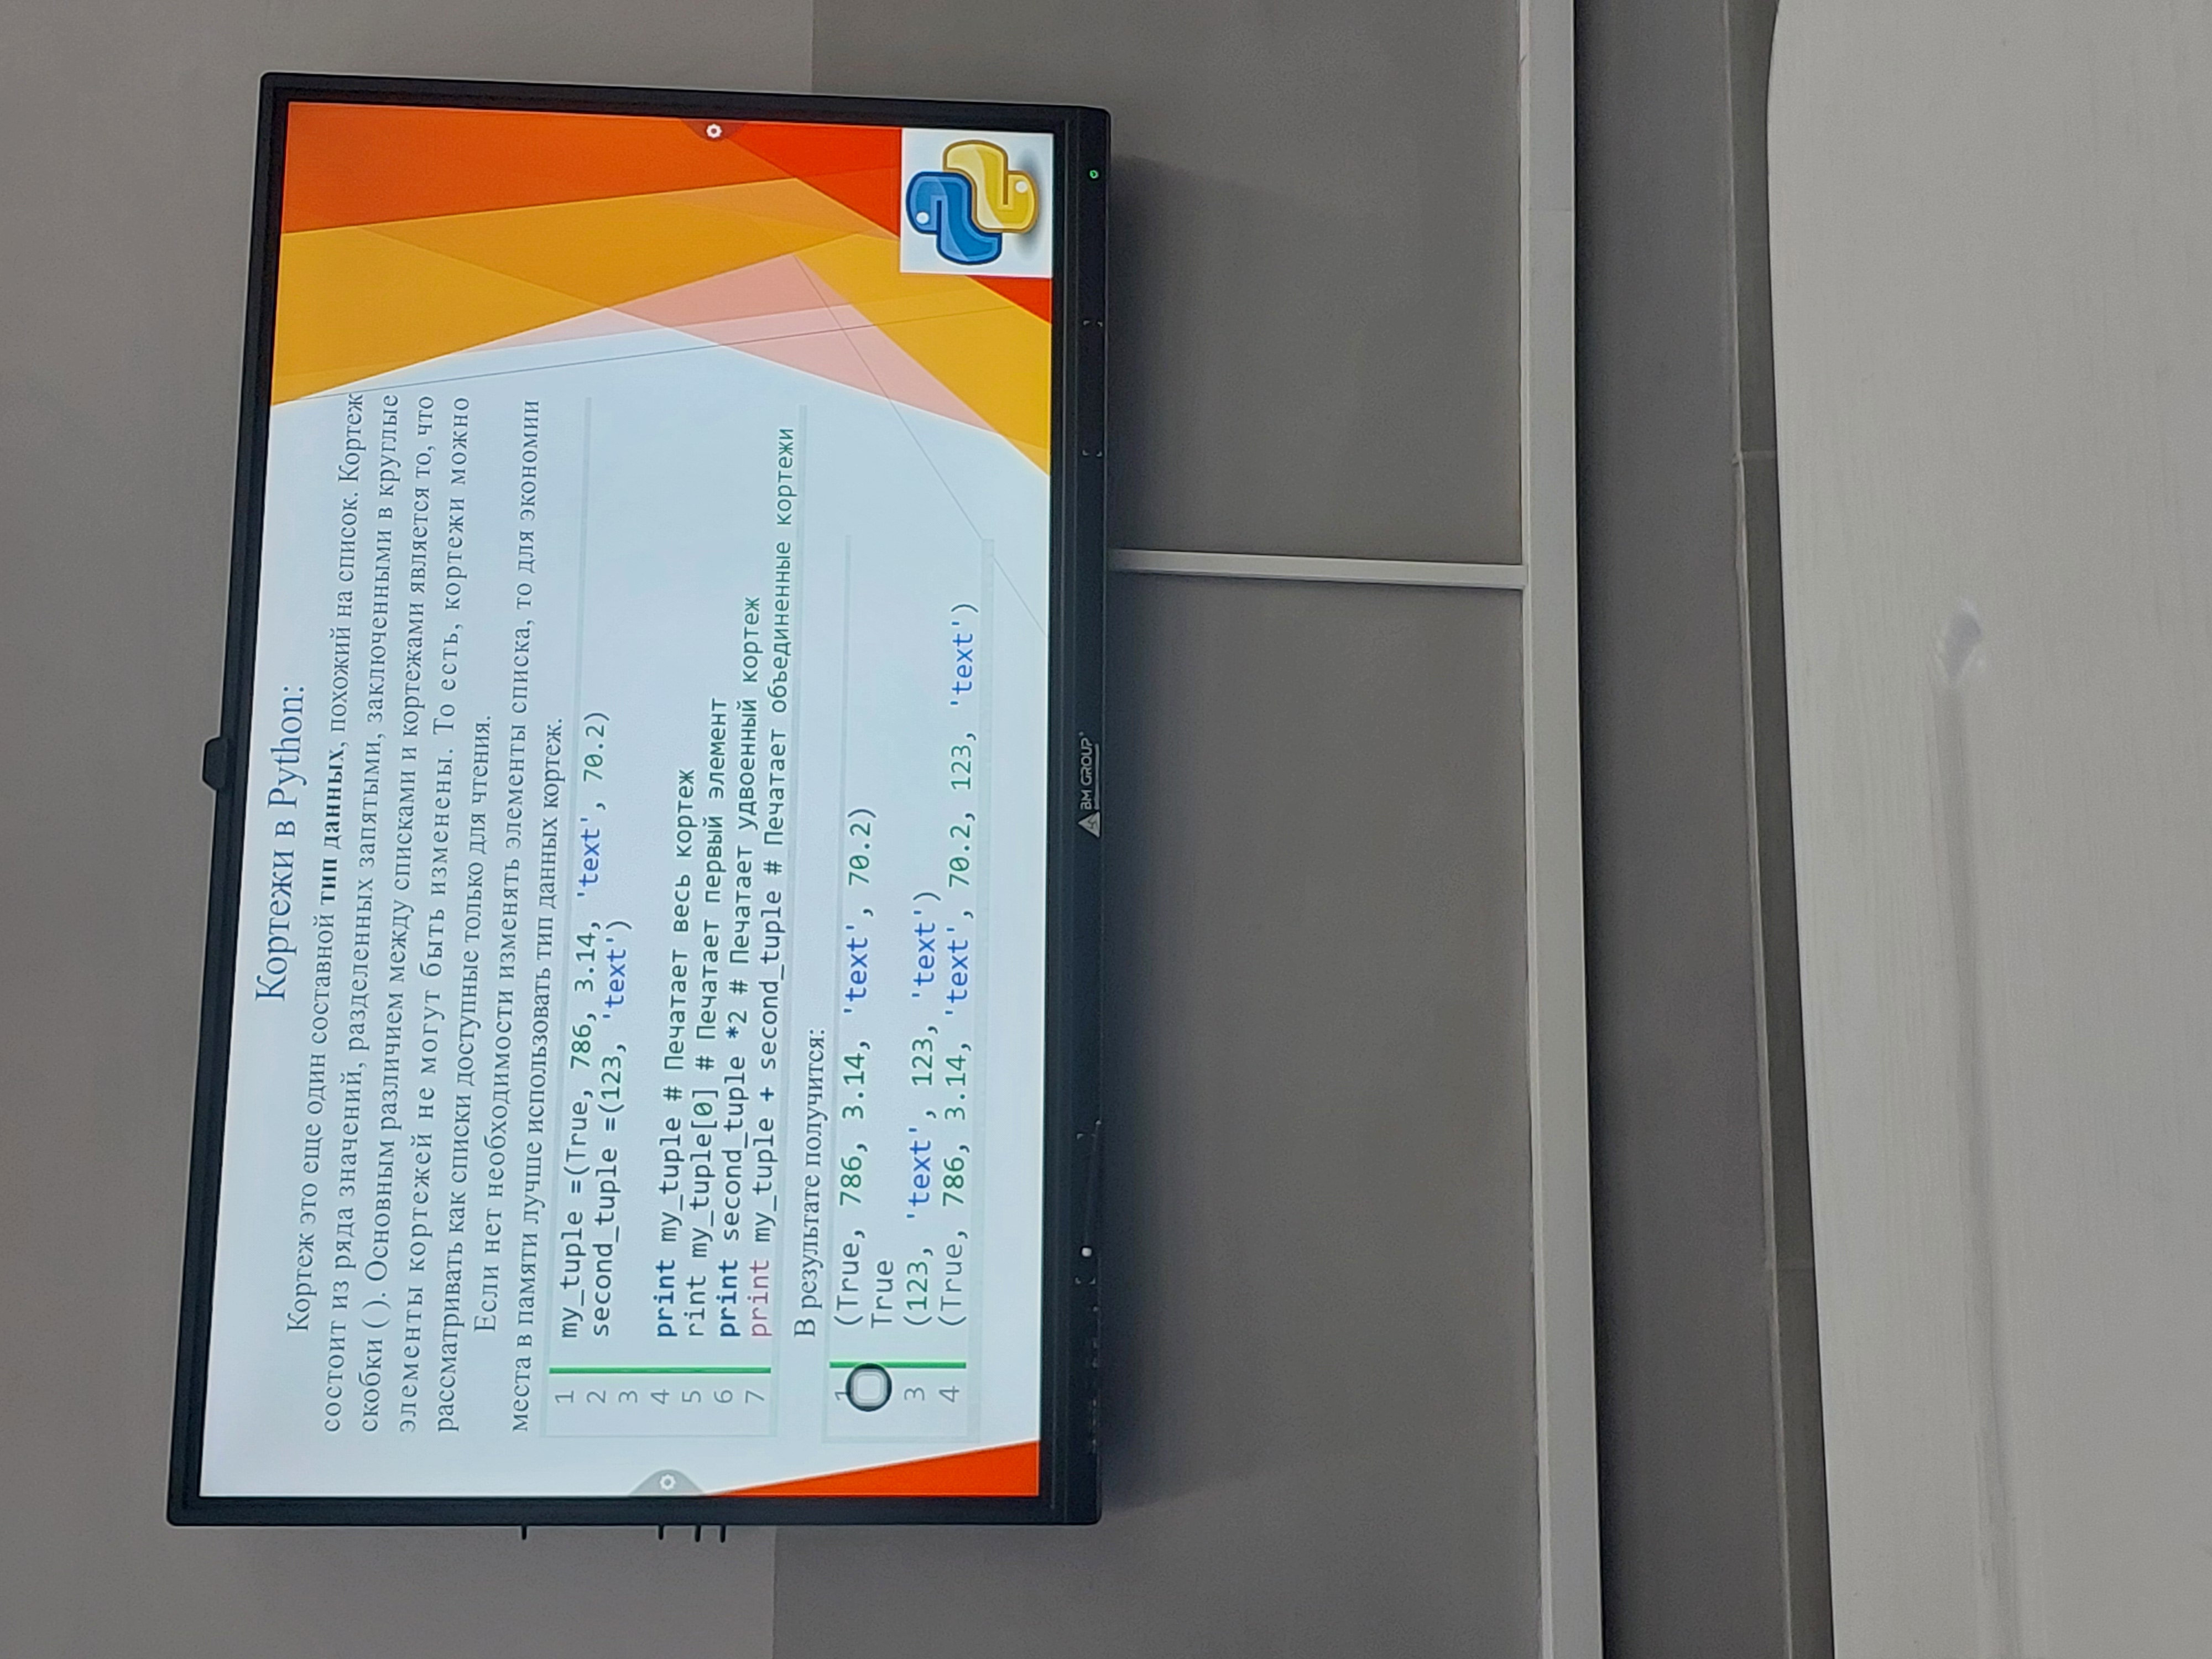 Кортежи в Python:
Кортеж это еще один составной тип данных, похожий на список. Кортеж
состоит из ряда значений, разделенных запятыми, заключенными в круглые
скобки ( ). Основным различием между списками и кортежами является то, что
элементы кортежей не могут быть изменены. То есть, кортежи можно
рассматривать как списки доступные только для чтения.
Если нет необходимости изменять элементы списка, то для экономии
места в памяти лучше использовать тип данных кортеж.
1 my_tuple =(True, 786, 3.14, 'text', 70.2)
2 second_tuple =(123, 'text')
3
4 print my_tuple # Печатает весь кортеж
5 rint my_tuple[0] # Печатает первый элемент
6 print second_tuple *2 # Печатает удвоенный кортеж
7 print my_tuple + second_tuple # Печатает объединенные кортежи
В результате получится:
1 (True, 786, 3.14, 'text', 70.2)
True
3 (123, 'text', 123, 'text')
4 (True, 786, 3.14, 'text', 70.2, 123, 'text')
BM GROUP